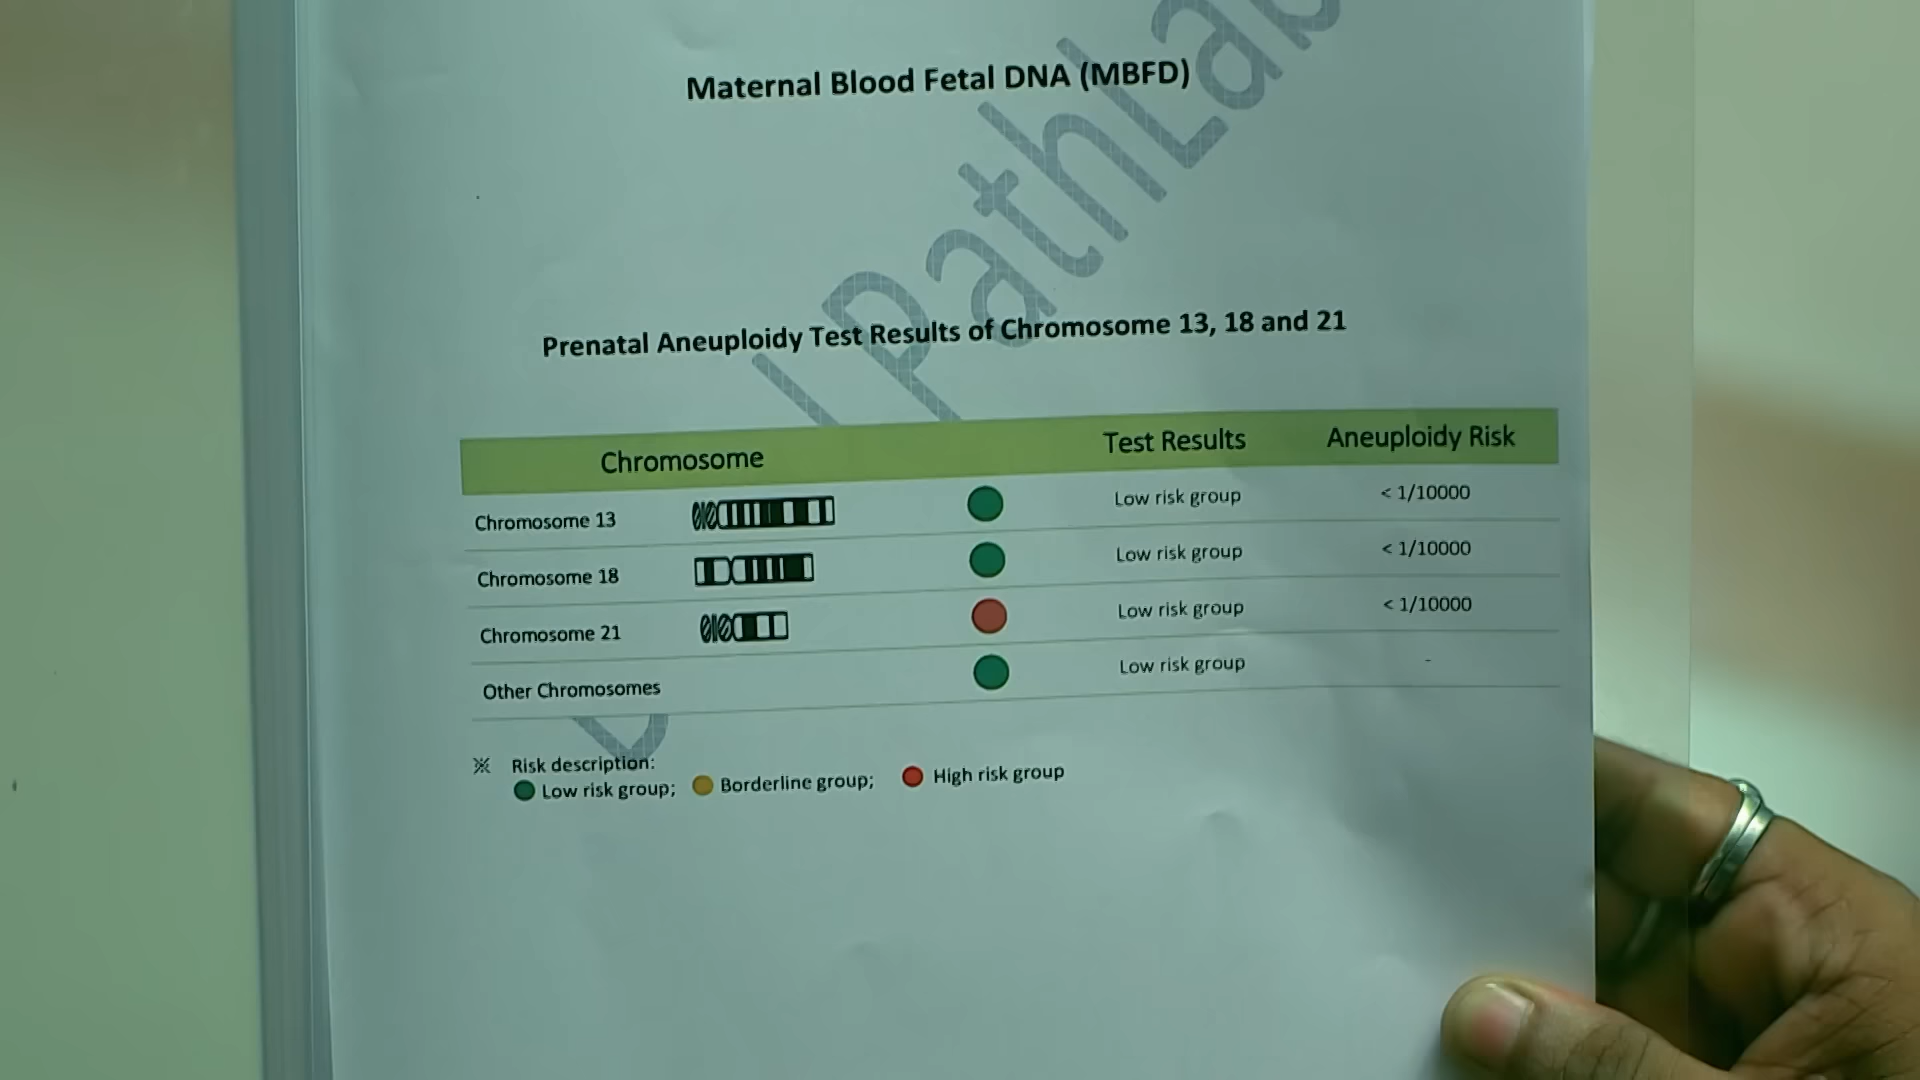 Maternal Blood Fetal DNA (MBFD)
PathLab
Prenatal Aneuploidy Test Results of Chromosome 13, 18 and 21
Chromosome Test Results Aneuploidy Risk
Chromosome 13 Low risk group < 1/10000
Chromosome 18 Low risk group < 1/10000
Chromosome 21 Low risk group < 1/10000
Other Chromosomes Low risk group -
※ Risk description:
Low risk group; Borderline group; High risk group